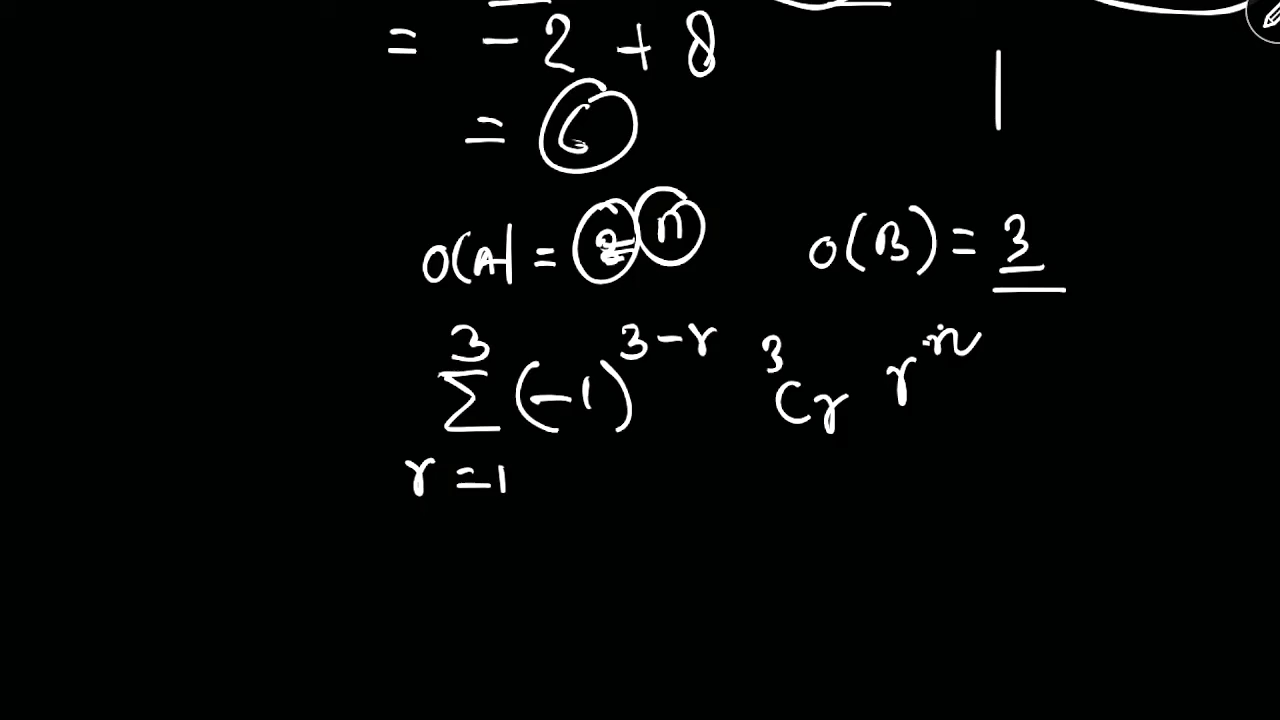 = -2 + 8
= 6
O(A) = n O(B) = 3
3
∑ (-1)^{3-r} ³Cr r^n
r = 1